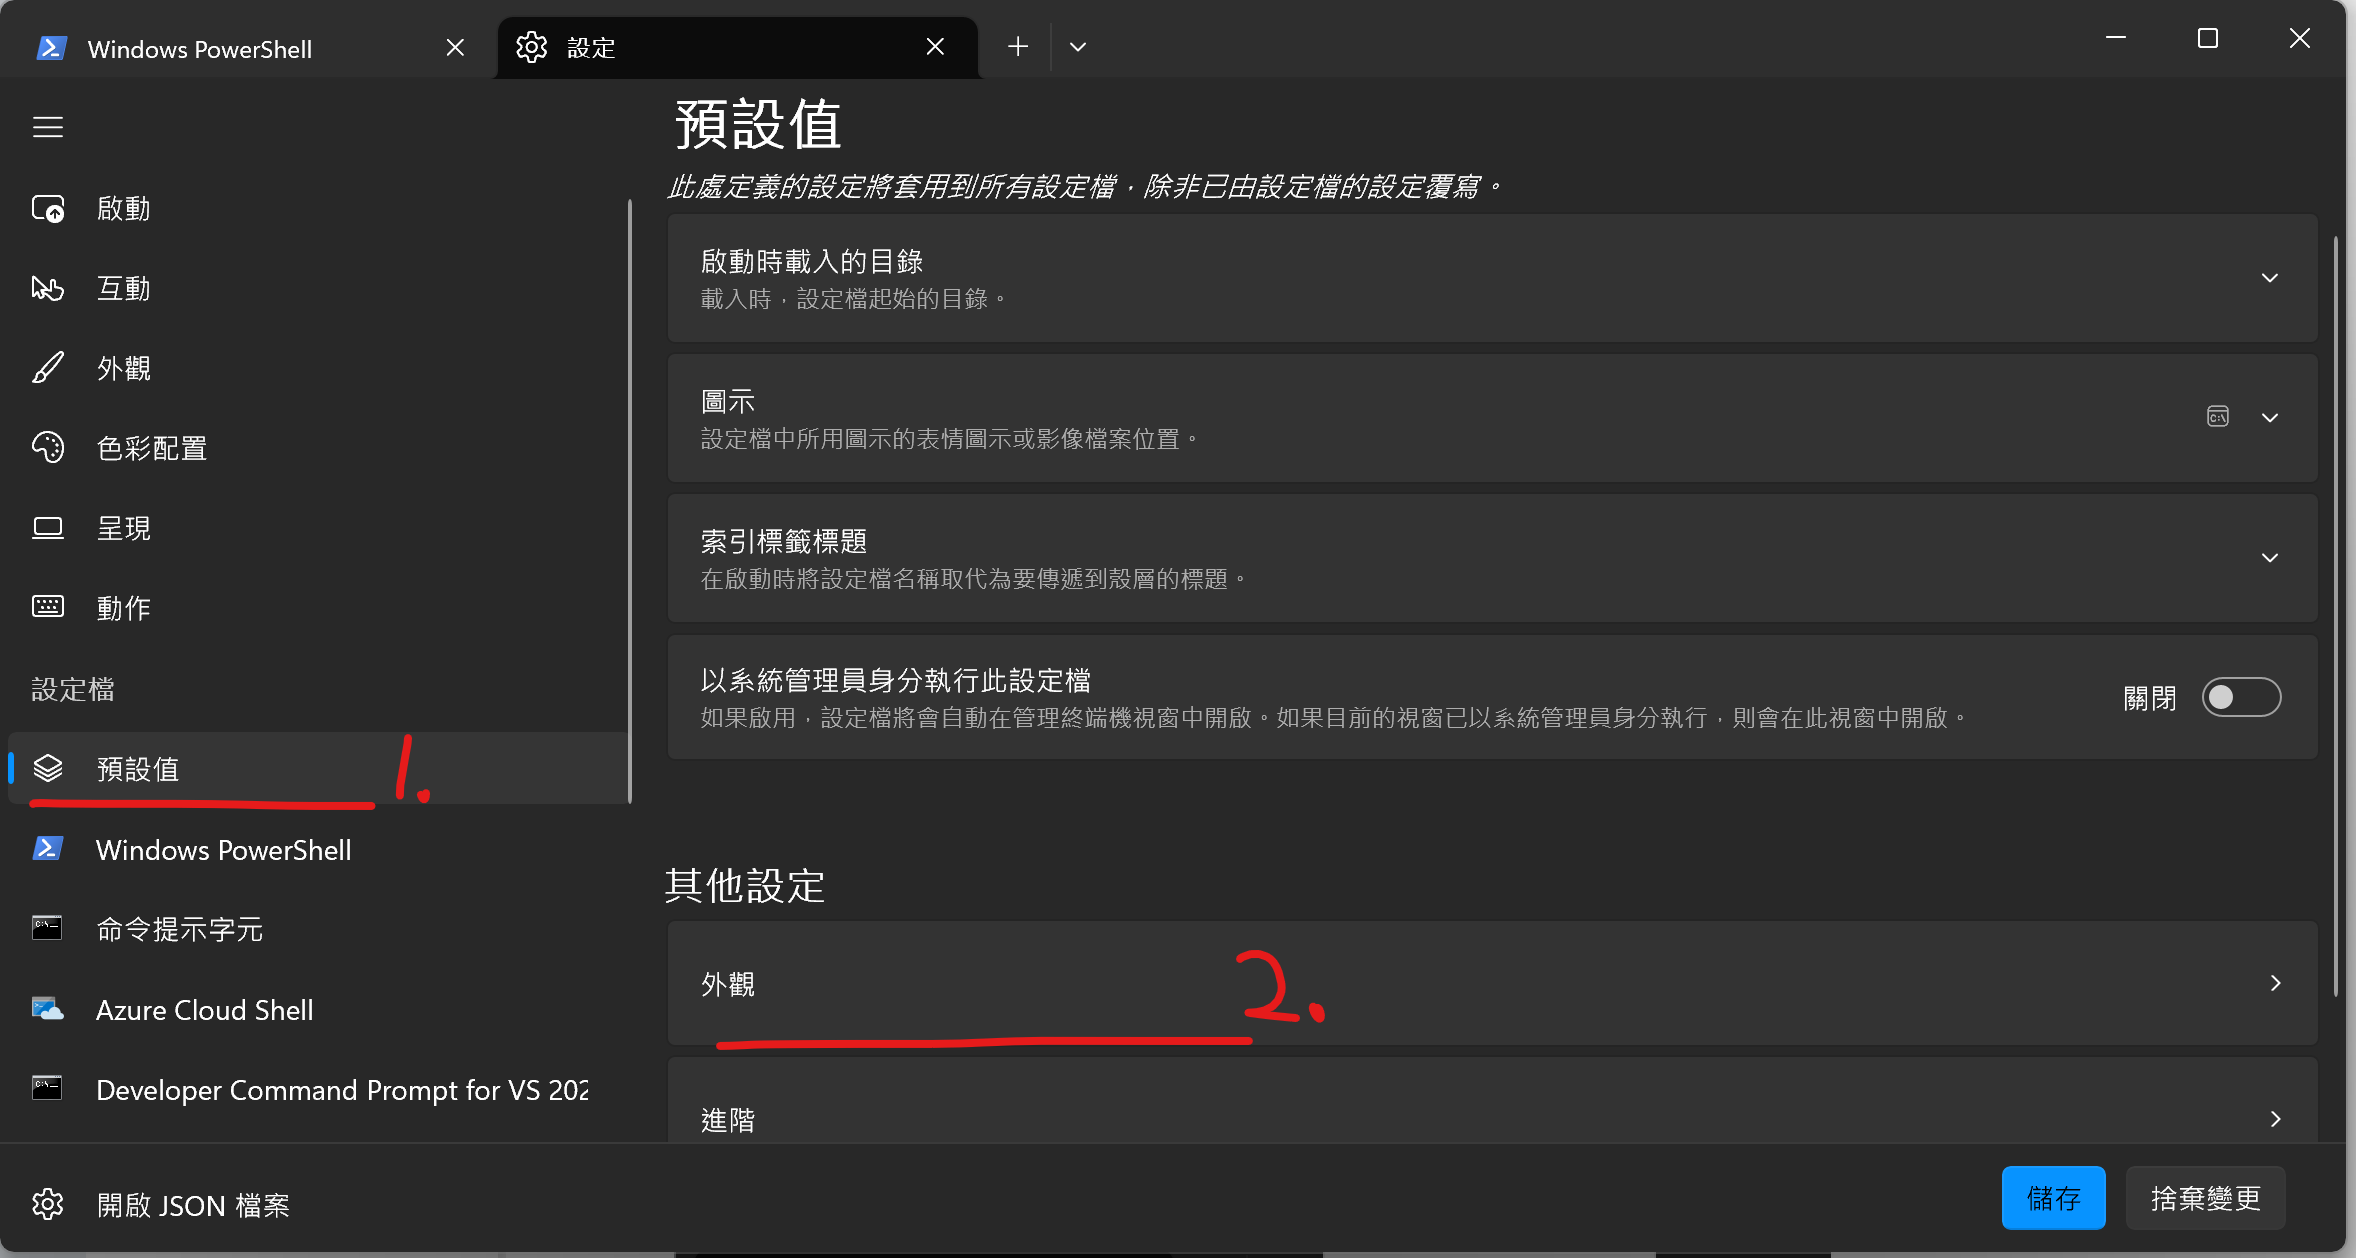 Windows PowerShell
設定
預設值
此處定義的設定將套用到所有設定檔，除非已由設定檔的設定覆寫。
啟動
互動
外觀
色彩配置
呈現
動作
設定檔
預設值
1.
Windows PowerShell
命令提示字元
Azure Cloud Shell
Developer Command Prompt for VS 202
開啟 JSON 檔案
啟動時載入的目錄
載入時，設定檔起始的目錄。
圖示
設定檔中所用圖示的表情圖示或影像檔案位置。
索引標籤標題
在啟動時將設定檔名稱取代為要傳遞到殼層的標題。
以系統管理員身分執行此設定檔
如果啟用，設定檔將會自動在管理終端機視窗中開啟。如果目前的視窗已以系統管理員身分執行，則會在此視窗中開啟。
關閉
其他設定
外觀
2.
進階
儲存
捨棄變更